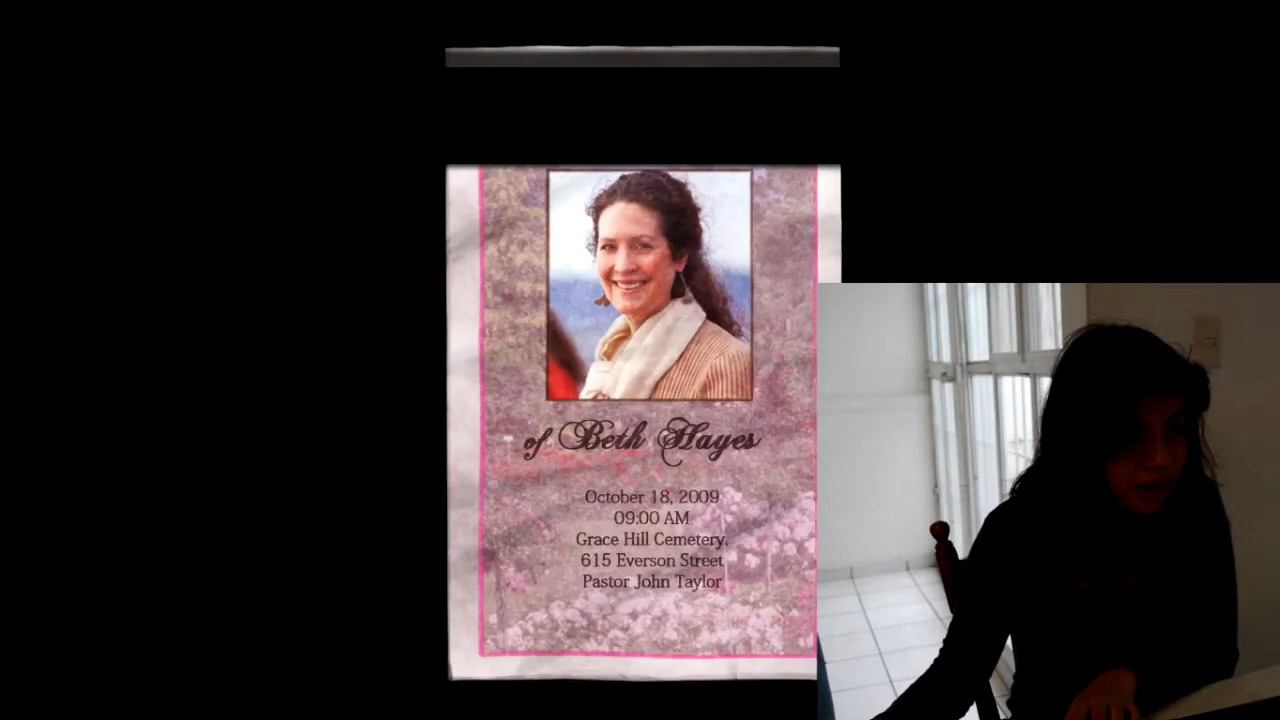 of Beth Hayes
October 18, 2009
09:00 AM
Grace Hill Cemetery,
615 Everson Street
Pastor John Taylor